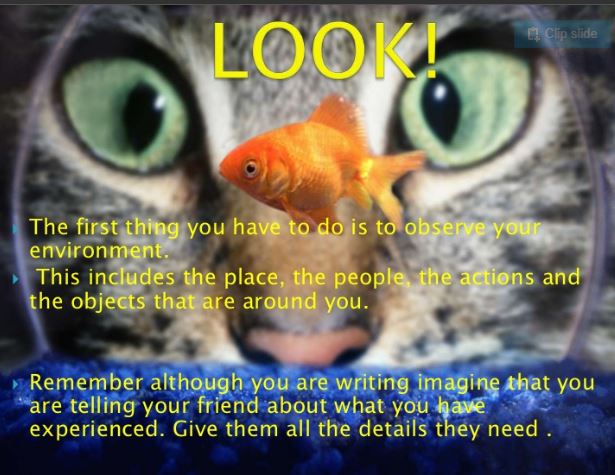 LOOK!
Clip slide
The first thing you have to do is to observe your
environment.
This includes the place, the people, the actions and
the objects that are around you.
Remember although you are writing imagine that you
are telling your friend about what you have
experienced. Give them all the details they need .